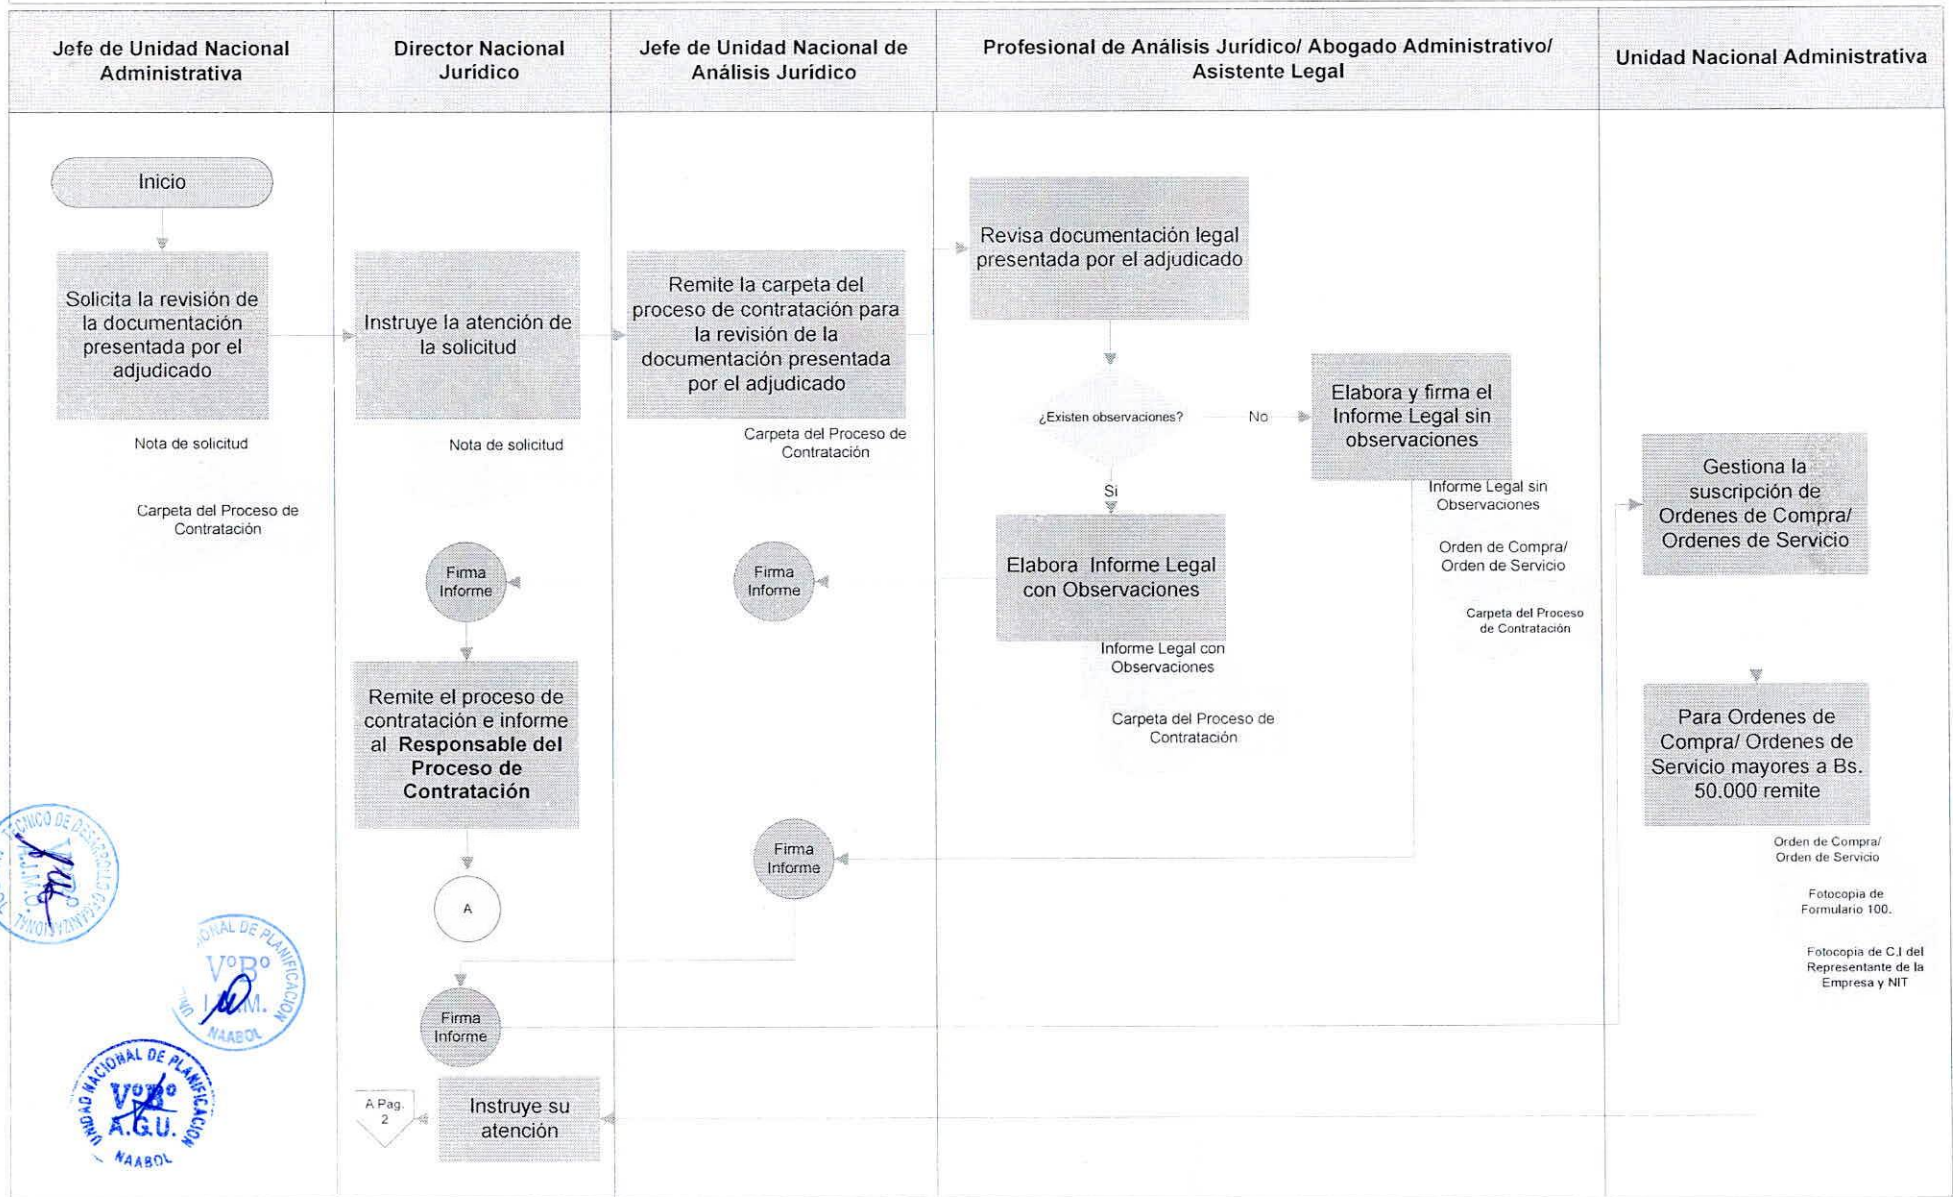 Jefe de Unidad Nacional
Administrativa
Director Nacional
Jurídico
Jefe de Unidad Nacional de
Análisis Jurídico
Profesional de Análisis Jurídico/ Abogado Administrativo/
Asistente Legal
Unidad Nacional Administrativa
Inicio
Solicita la revisión de
la documentación
presentada por el
adjudicado
Nota de solicitud
Carpeta del Proceso de
Contratación
Instruye la atención de
la solicitud
Nota de solicitud
Remite la carpeta del
proceso de contratación para
la revisión de la
documentación presentada
por el adjudicado
Carpeta del Proceso de
Contratación
Revisa documentación legal
presentada por el adjudicado
¿Existen observaciones?
No
Si
Elabora y firma el
Informe Legal sin
observaciones
Informe Legal sin
Observaciones
Orden de Compra/
Orden de Servicio
Carpeta del Proceso
de Contratación
Elabora Informe Legal
con Observaciones
Informe Legal con
Observaciones
Carpeta del Proceso de
Contratación
Firma
Informe
Firma
Informe
Remite el proceso de
contratación e informe
al Responsable del
Proceso de
Contratación
A
Firma
Informe
Firma
Informe
Gestiona la
suscripción de
Ordenes de Compra/
Ordenes de Servicio
Para Ordenes de
Compra/ Ordenes de
Servicio mayores a Bs.
50.000 remite
Orden de Compra/
Orden de Servicio
Fotocopia de
Formulario 100.
Fotocopia de C.I del
Representante de la
Empresa y NIT
Instruye su
atención
A Pag.
2
TÉCNICO DE DESARROLLO ORGANIZACIONAL
A.J.M.O.
NACIONAL DE PLANIFICACIÓN
VºBº
NAABOL
UNIDAD NACIONAL DE PLANIFICACIÓN
VºBº
A.G.U.
NAABOL